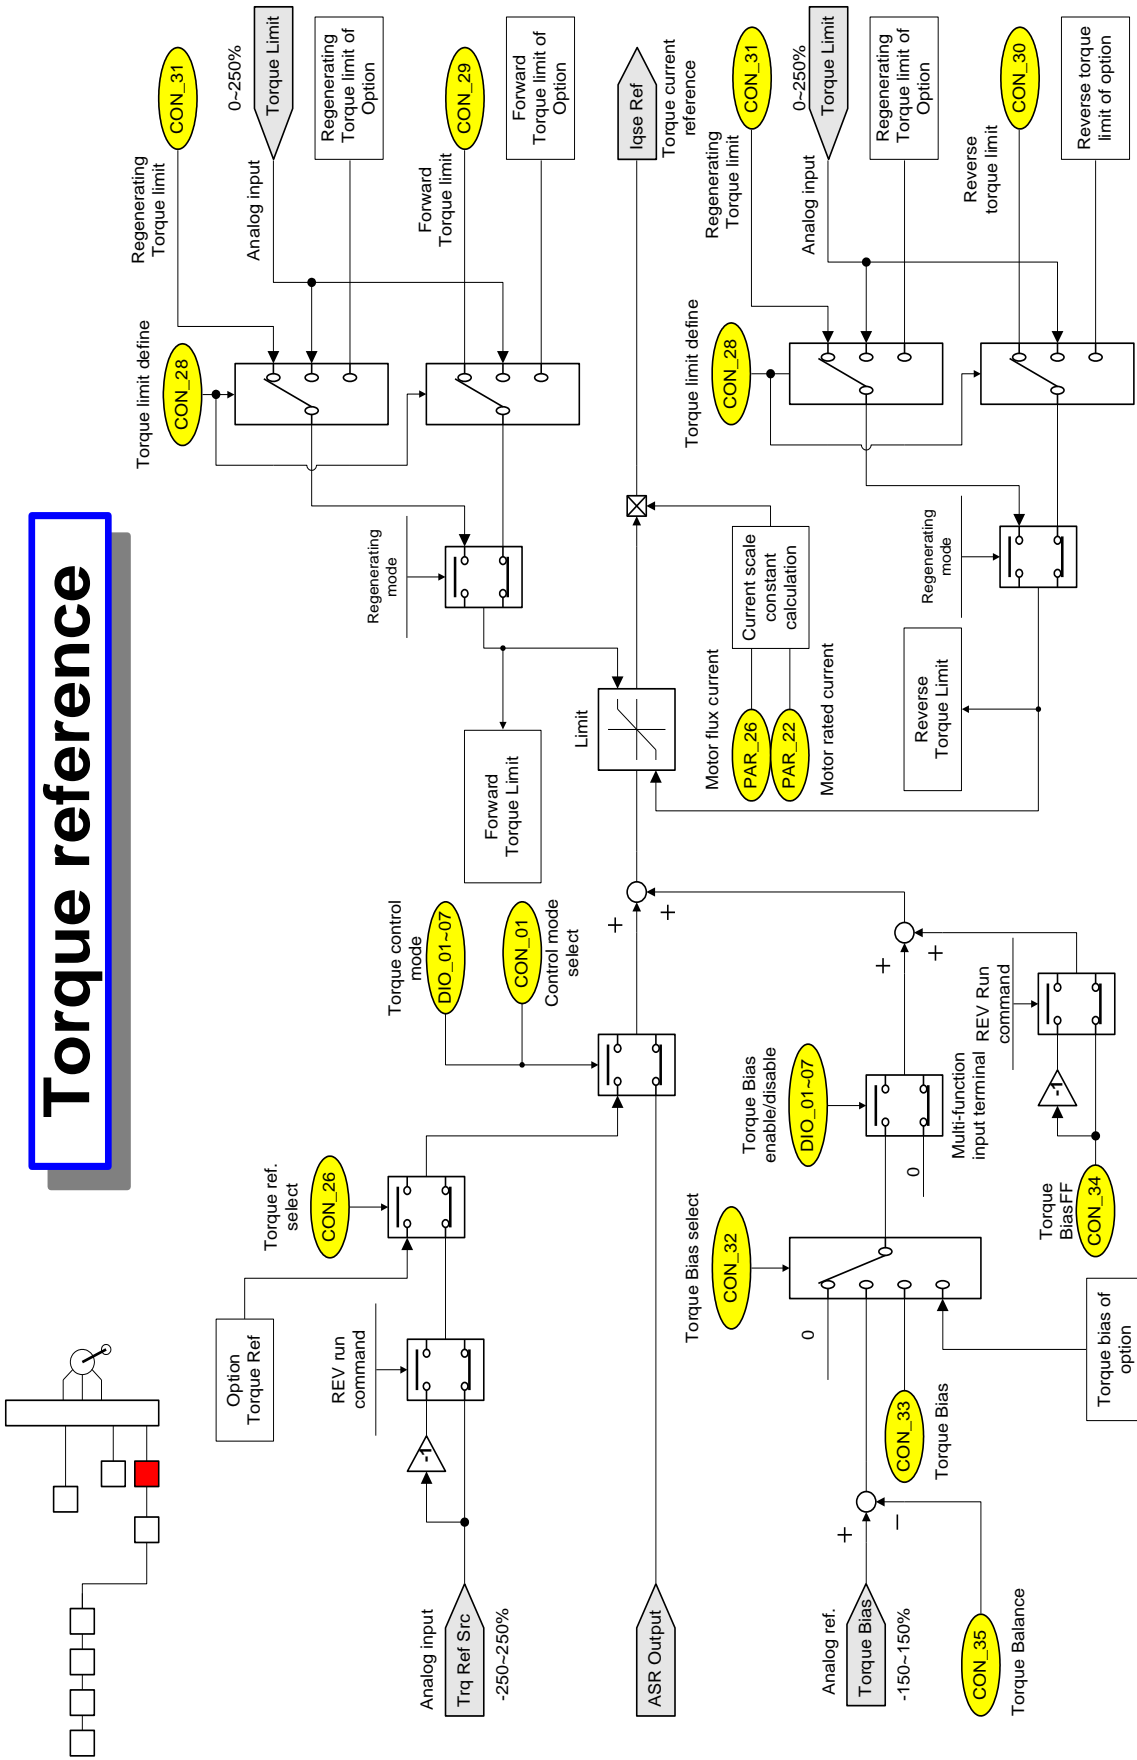 Torque reference
Option
Torque Ref
Torque ref.
select
CON_26
REV run
command
-1
Analog input
Trq Ref Src
-250~250%
ASR Output
Torque control
mode
DIO_01~07
CON_01
Control mode
select
+
+
Forward
Torque Limit
Limit
Regenerating
mode
Torque limit define
CON_28
Regenerating
Torque limit
CON_31
0~250%
Torque Limit
Analog input
Regenerating
Torque limit of
Option
Forward
Torque limit
CON_29
Forward
Torque limit of
Option
Iqse Ref
Torque current
reference
Motor flux current
PAR_26
PAR_22
Motor rated current
Current scale
constant
calculation
Torque limit define
CON_28
Regenerating
Torque limit
CON_31
0~250%
Torque Limit
Analog input
Regenerating
Torque limit of
Option
Reverse
torque limit
CON_30
Reverse torque
limit of option
Regenerating
mode
Reverse
Torque Limit
Torque Bias select
CON_32
0
Torque Bias
enable/disable
DIO_01~07
0
Multi-function
input terminal
+
+
REV Run
command
-1
Torque
BiasFF
CON_34
Analog ref.
Torque Bias
-150~150%
+
−
CON_33
Torque Bias
CON_35
Torque Balance
Torque bias of
option